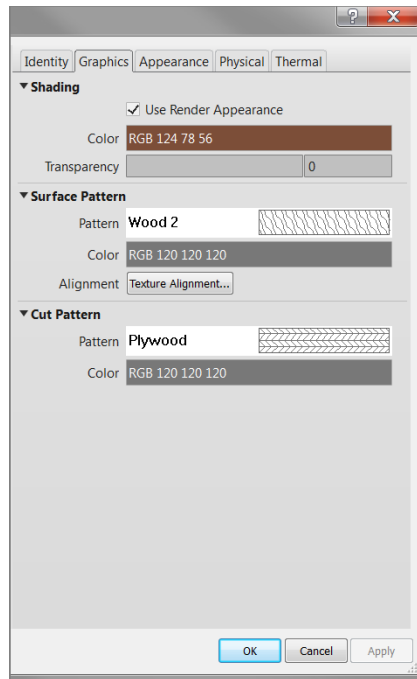 Identity Graphics Appearance Physical Thermal
Shading
Use Render Appearance
Color RGB 124 78 56
Transparency 0
Surface Pattern
Pattern Wood 2
Color RGB 120 120 120
Alignment Texture Alignment...
Cut Pattern
Pattern Plywood
Color RGB 120 120 120
OK Cancel Apply